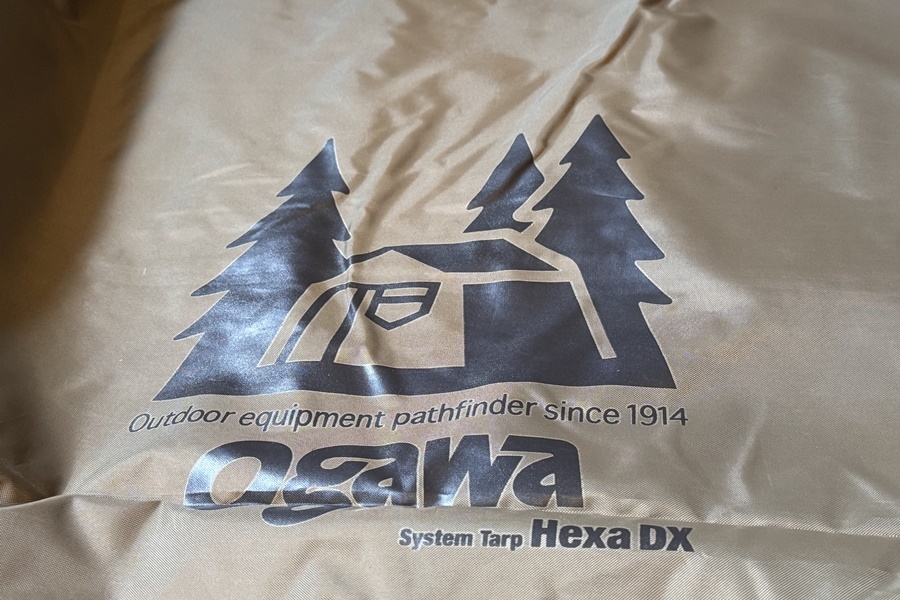 Outdoor equipment pathfinder since 1914
Ogawa
System Tarp Hexa DX